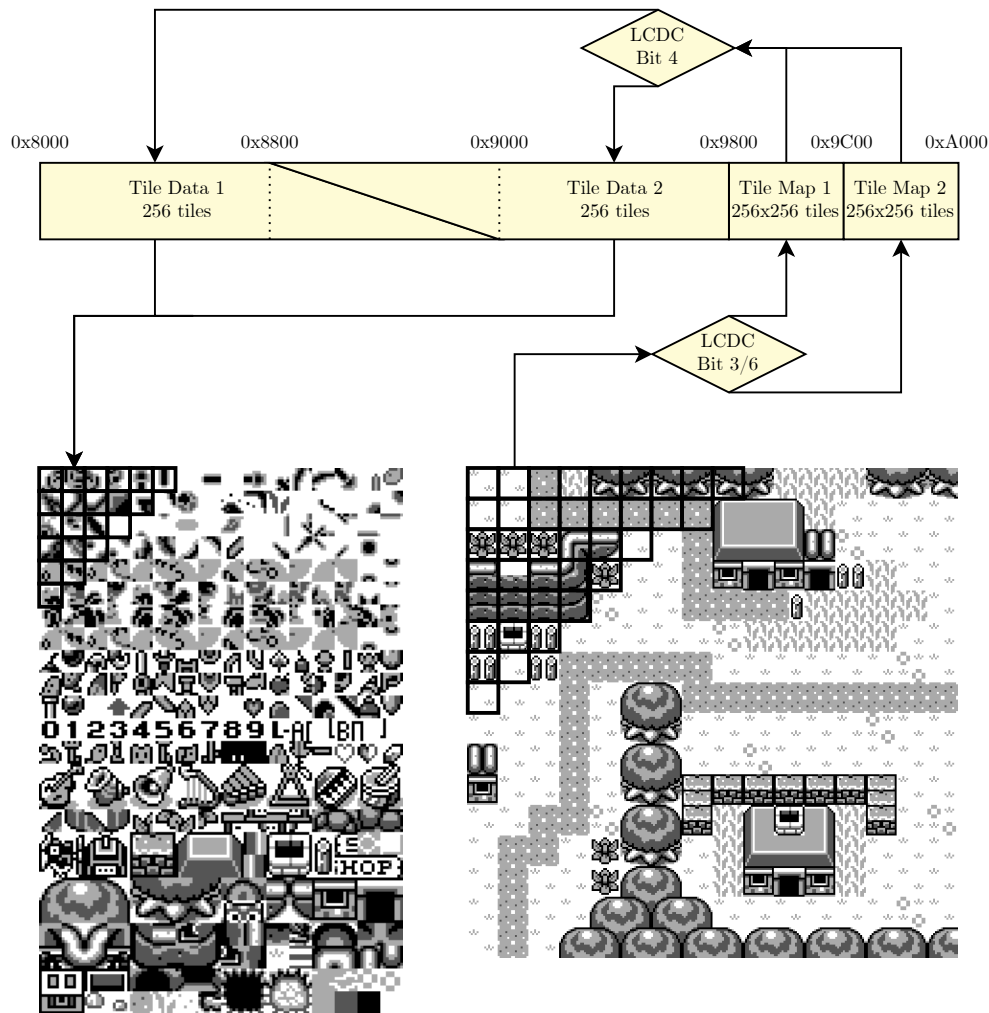 LCDC
Bit 4
0x8000
0x8800
0x9000
0x9800
0x9C00
0xA000
Tile Data 1
256 tiles
Tile Data 2
256 tiles
Tile Map 1
256x256 tiles
Tile Map 2
256x256 tiles
LCDC
Bit 3/6
0123456789
HOP